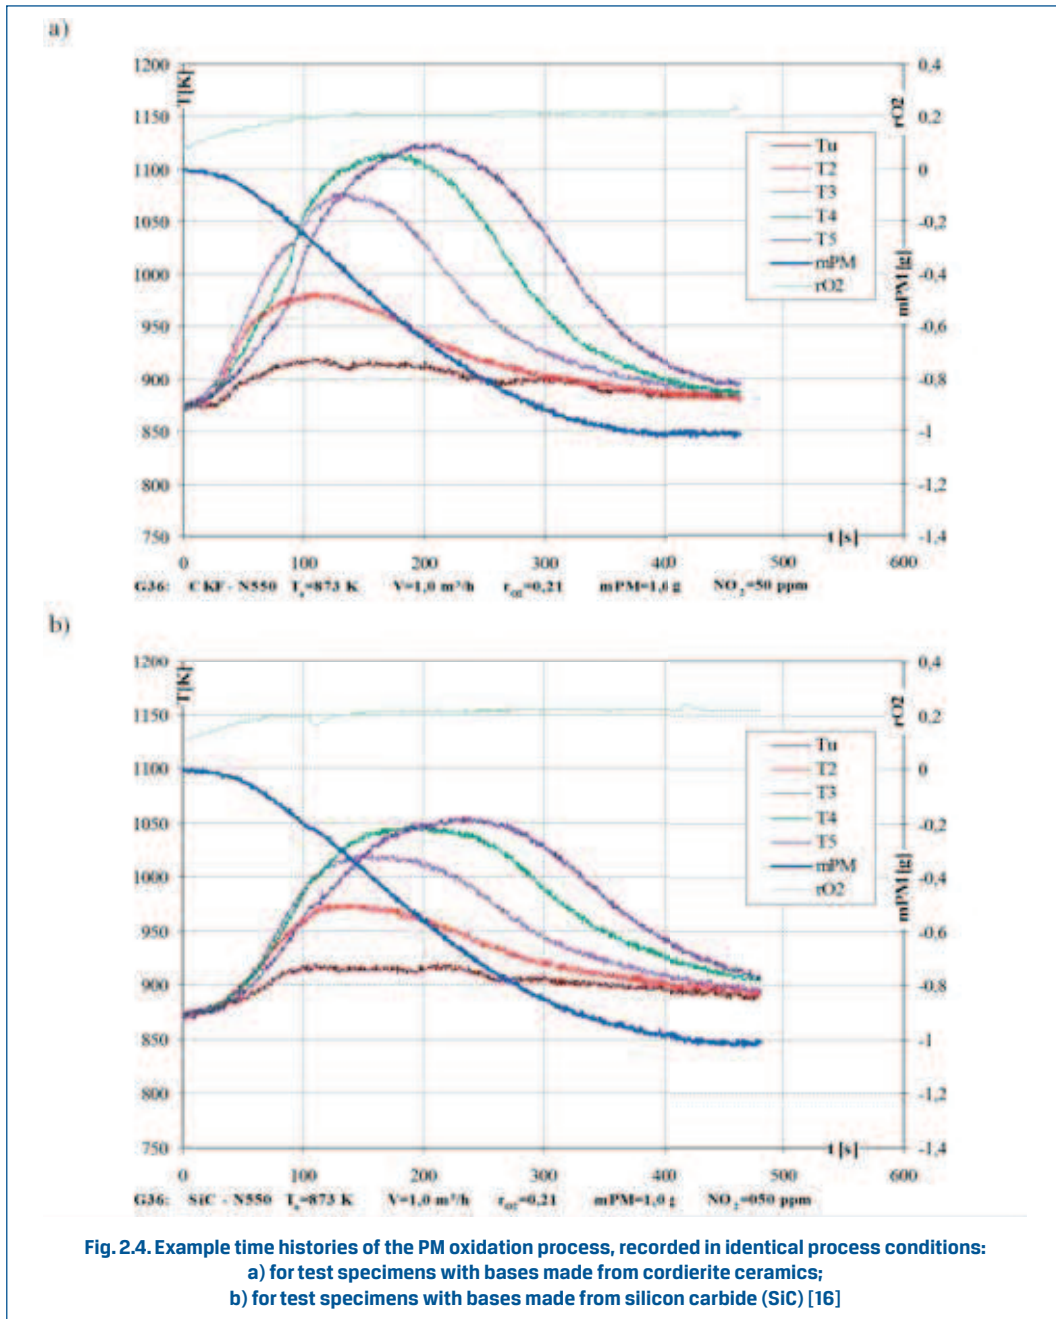 a)
1200
1150
1100
1050
1000
950
900
850
800
750
T[K]
0,4
0,2
0
-0,2
-0,4
-0,6
-0,8
-1
-1,2
-1,4
rO2
mPM [g]
Tu
T2
T3
T4
T5
mPM
rO2
t [s]
0 100 200 300 400 500 600
G36: CKF - N550 T =873 K V=1,0 m³/h r =0,21 mPM=1,0 g NO₂=50 ppm
b)
1200
1150
1100
1050
1000
950
900
850
800
750
T[K]
0,4
0,2
0
-0,2
-0,4
-0,6
-0,8
-1
-1,2
-1,4
rO2
mPM [g]
Tu
T2
T3
T4
T5
mPM
rO2
t [s]
0 100 200 300 400 500 600
G36: SiC - N550 T =873 K V=1,0 m³/h r =0,21 mPM=1,0 g NO₂=050 ppm
Fig. 2.4. Example time histories of the PM oxidation process, recorded in identical process conditions:
a) for test specimens with bases made from cordierite ceramics;
b) for test specimens with bases made from silicon carbide (SiC) [16]